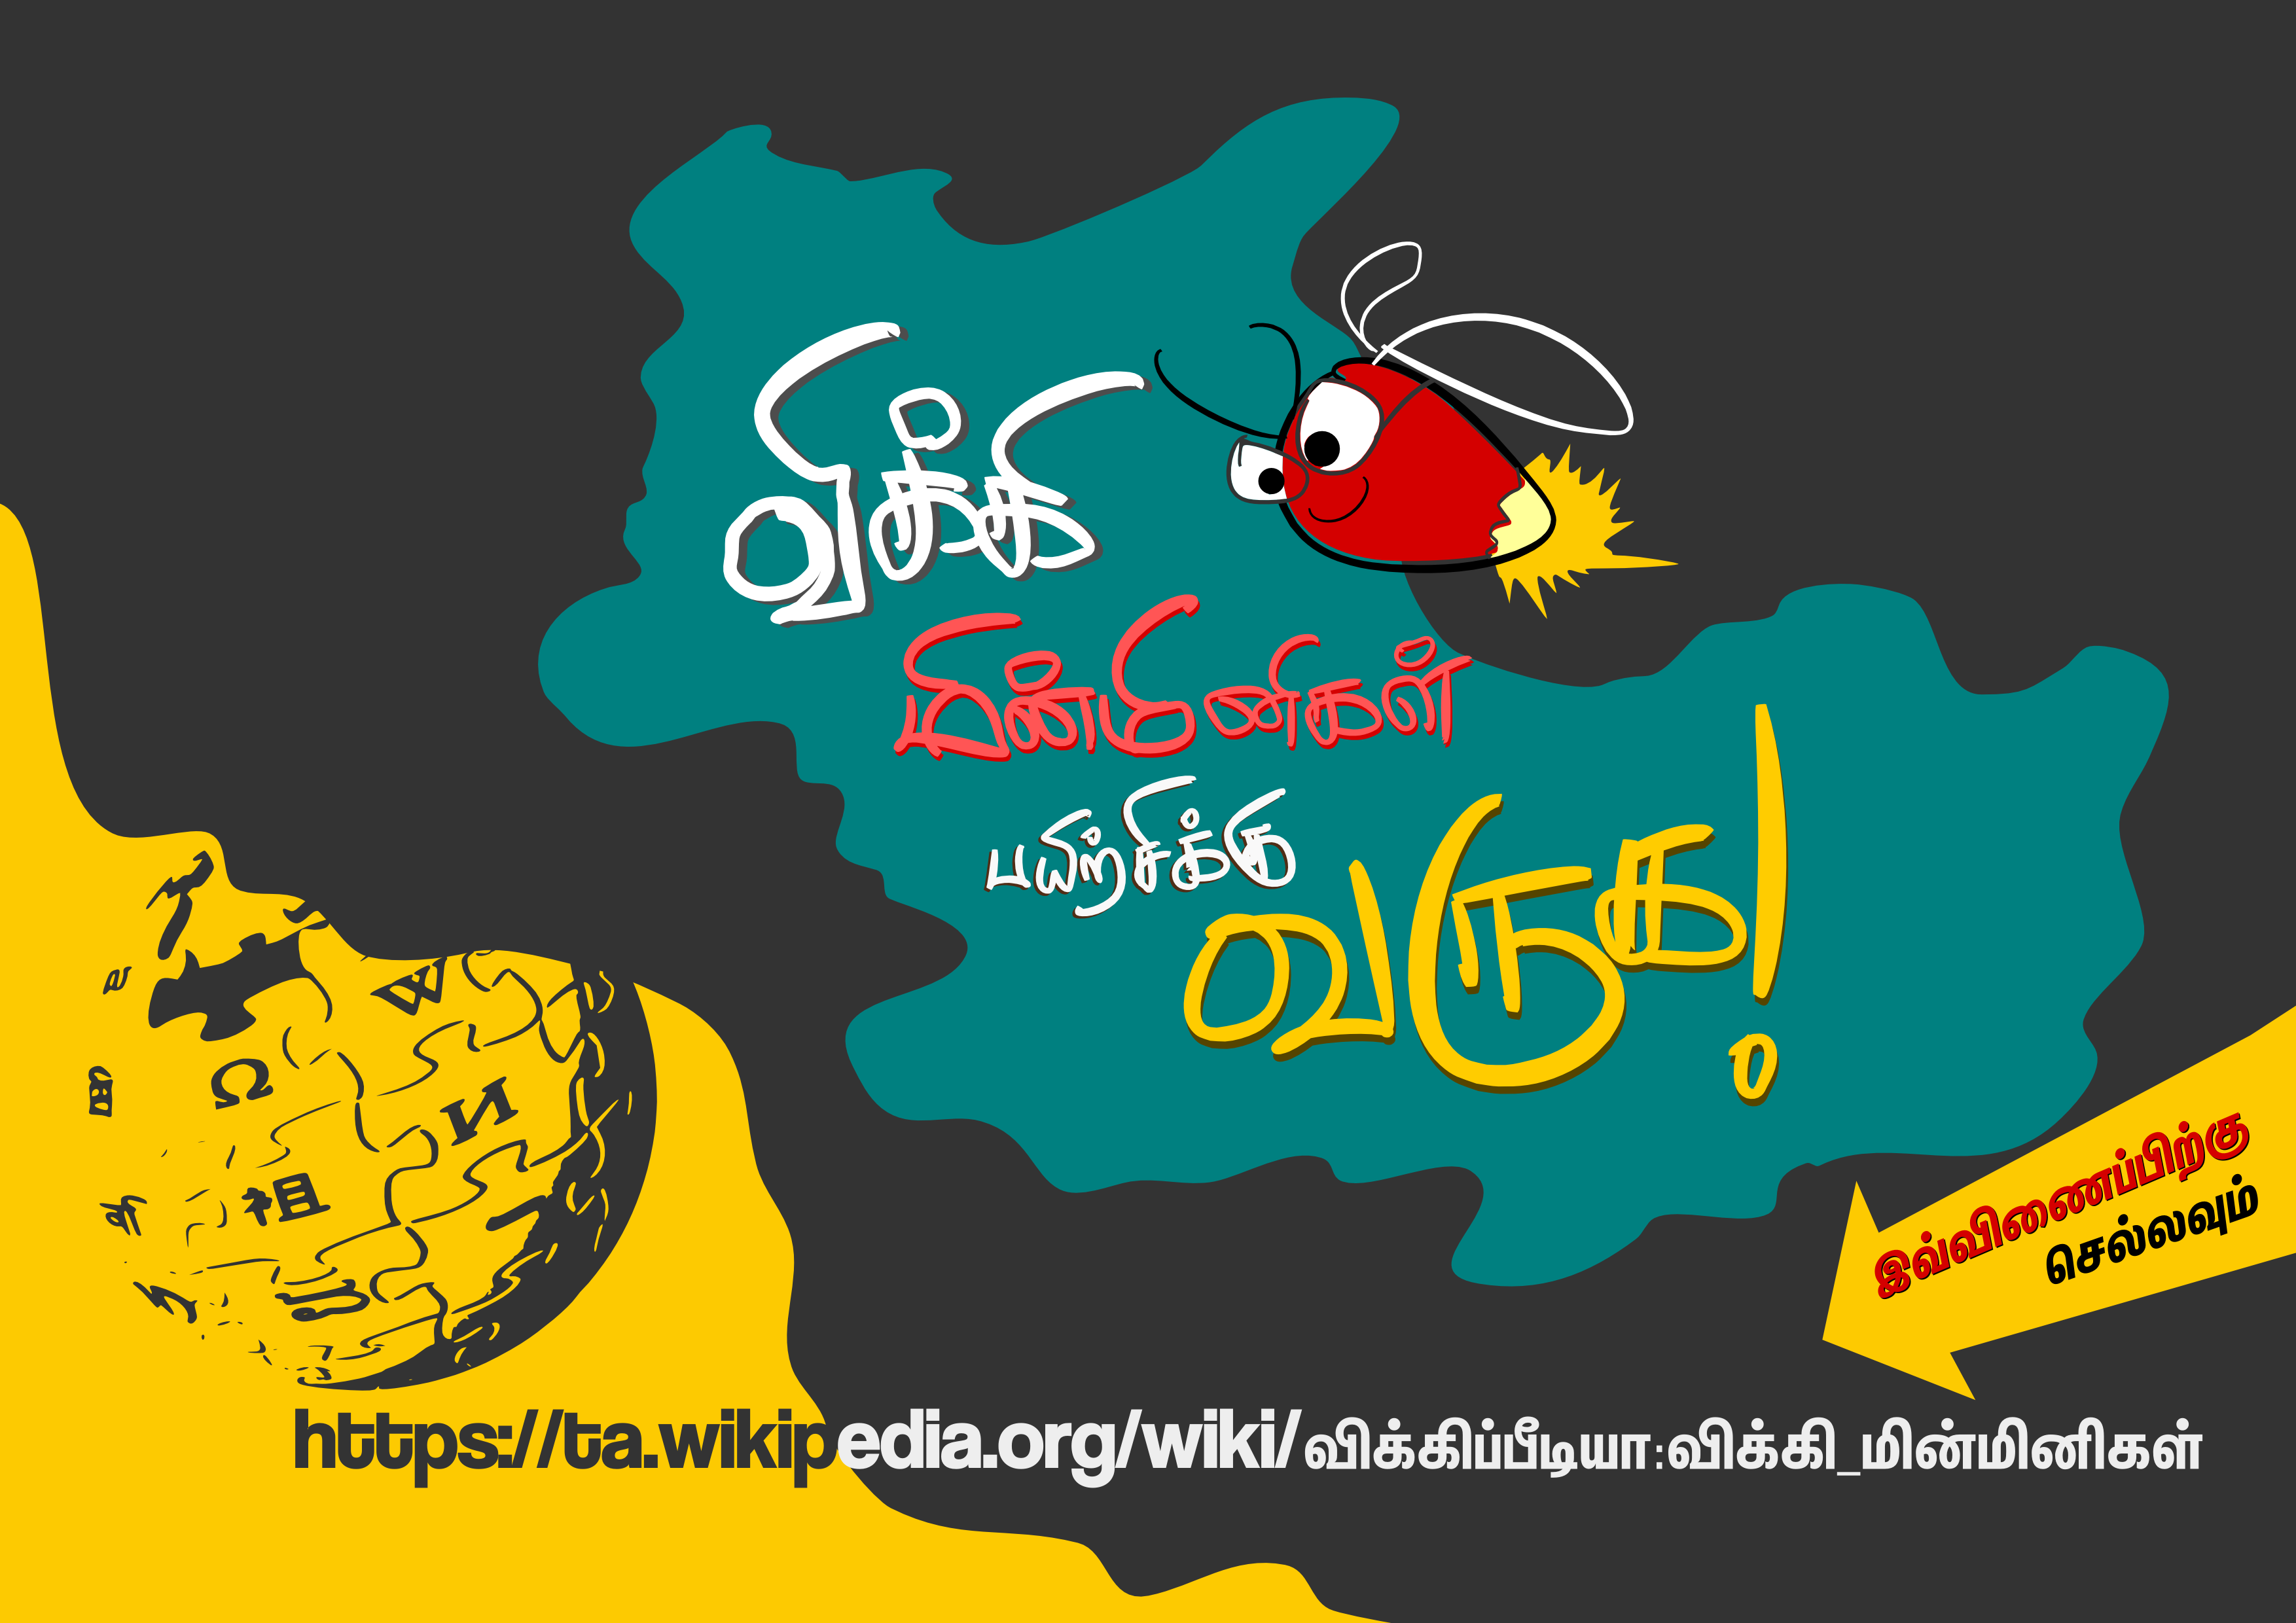 விக்கி
மின்மினிகள்
பயிற்சிக்கு
வருக!
இவ்விணைப்பிற்கு
செல்லவும்
https://ta.wikipedia.org/wiki/விக்கிப்பீடியா:விக்கி_மின்மினிகள்